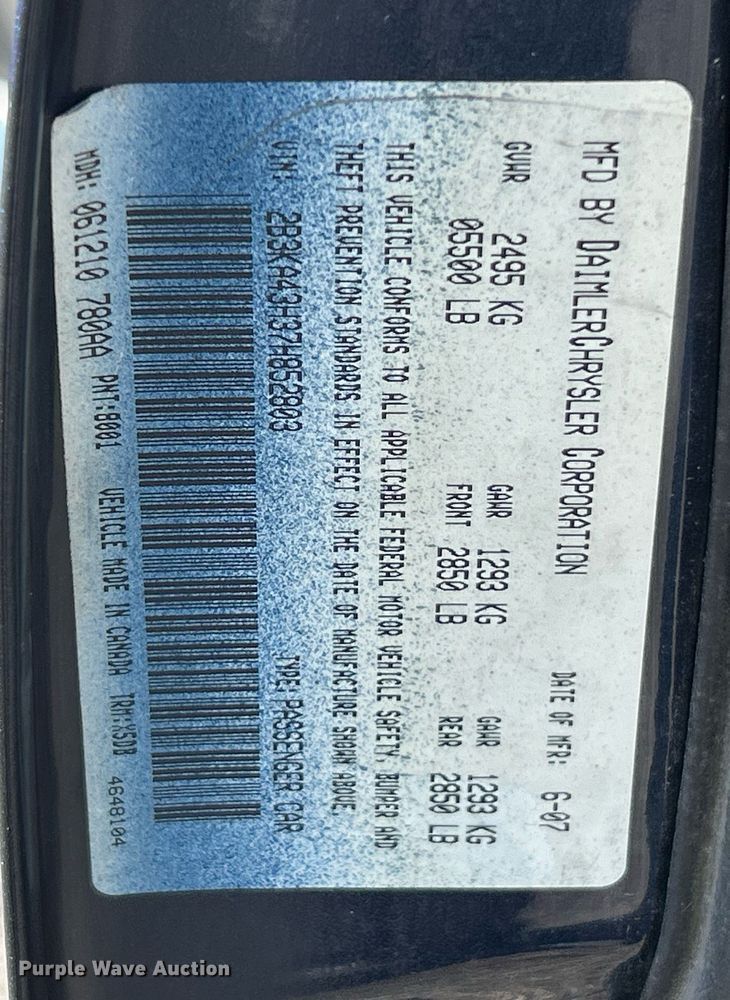 MFD BY DAIMLERCHRYSLER CORPORATION
DATE OF MFR: 6-07
GVWR 2495 KG
05500 LB
GAWR 1293 KG
FRONT 2850 LB
GAWR 1293 KG
REAR 2850 LB
THIS VEHICLE CONFORMS TO ALL APPLICABLE FEDERAL MOTOR VEHICLE SAFETY, BUMPER AND
THEFT PREVENTION STANDARDS IN EFFECT ON THE DATE OF MANUFACTURE SHOWN ABOVE.
VIN: 2B3KA43H37H852803 TYPE: PASSENGER CAR
MDH: 061210 780AA PNT:8001 VEHICLE MADE IN CANADA TRM:A5DB 4648104
Purple Wave Auction